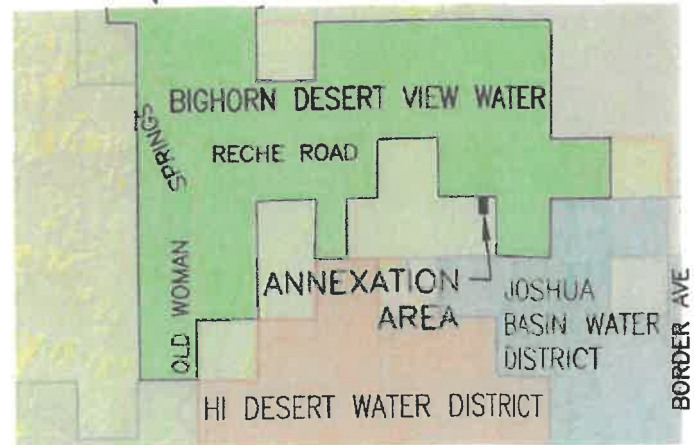 BIGHORN DESERT VIEW WATER
RECHE ROAD
OLD WOMAN SPRINGS
ANNEXATION
AREA
JOSHUA
BASIN WATER
DISTRICT
BORDER AVE
HI DESERT WATER DISTRICT